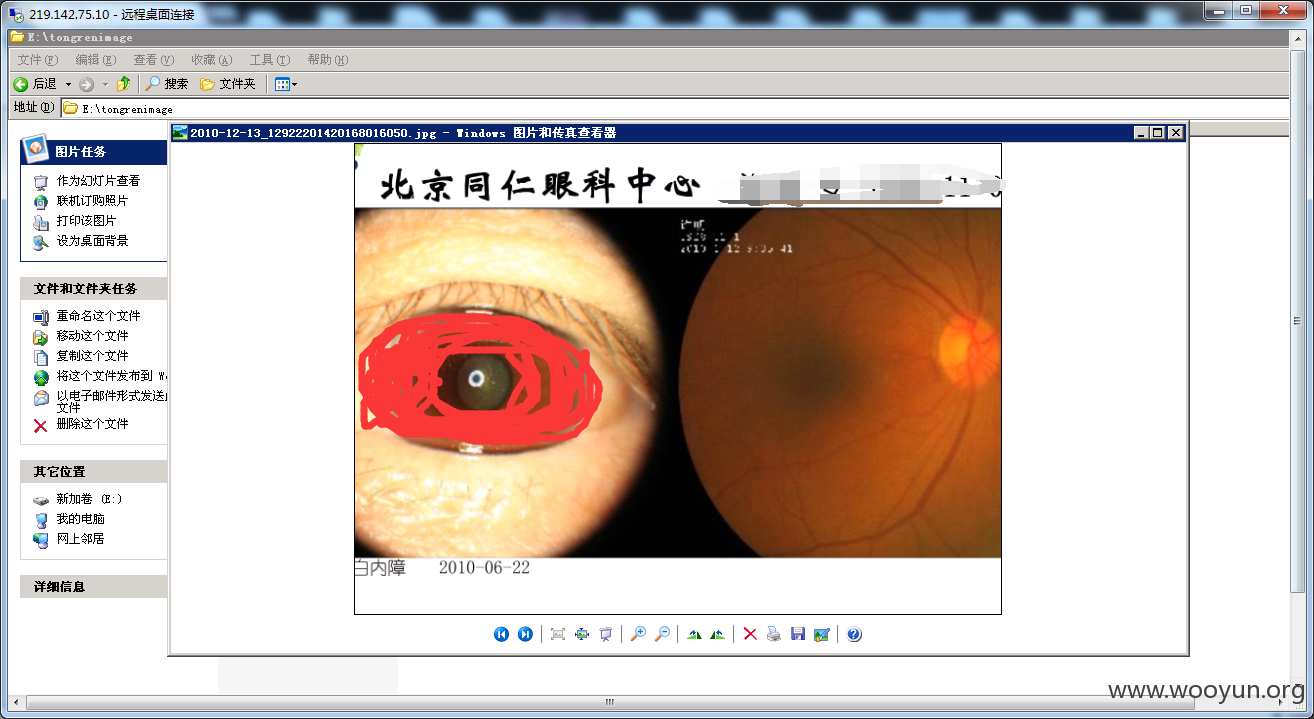 219.142.75.10 - 远程桌面连接
E:\tongrenimage
文件(F) 编辑(E) 查看(V) 收藏(A) 工具(T) 帮助(H)
后退 搜索 文件夹
地址(D) E:\tongrenimage
图片任务
作为幻灯片查看
联机订购照片
打印该图片
设为桌面背景
文件和文件夹任务
重命名这个文件
移动这个文件
复制这个文件
将这个文件发布到
以电子邮件形式发送
文件
删除这个文件
其它位置
新加卷 (E:)
我的电脑
网上邻居
详细信息
2010-12-13_12922201420168016050.jpg - Windows 图片和传真查看器
北京同仁眼科中心
白内障 2010-06-22
www.wooyun.org